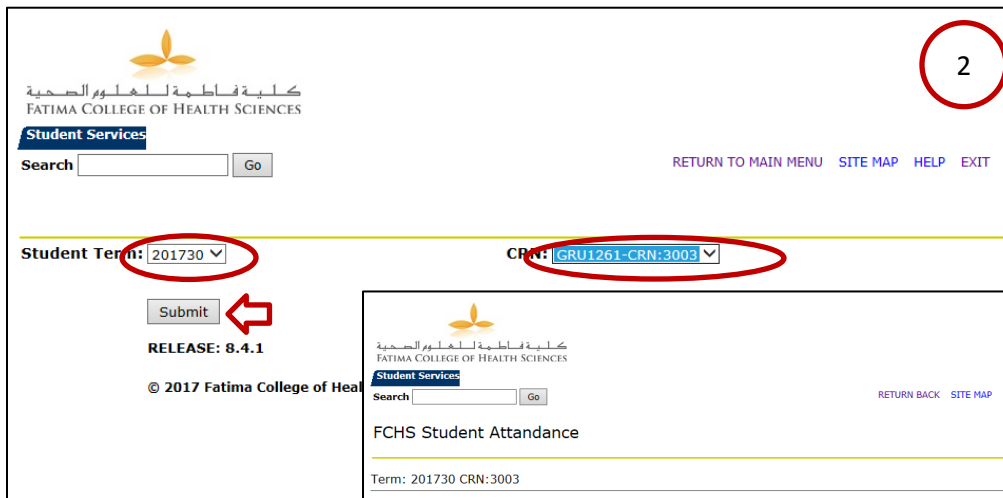 2
كلية فاطمة للعلوم الصحية
FATIMA COLLEGE OF HEALTH SCIENCES
Student Services
Search Go
RETURN TO MAIN MENU SITE MAP HELP EXIT
Student Term: 201730 CRN: GRU1261-CRN:3003
Submit
RELEASE: 8.4.1
© 2017 Fatima College of Heal
كلية فاطمة للعلوم الصحية
FATIMA COLLEGE OF HEALTH SCIENCES
Student Services
Search Go
RETURN BACK SITE MAP
FCHS Student Attandance
Term: 201730 CRN:3003